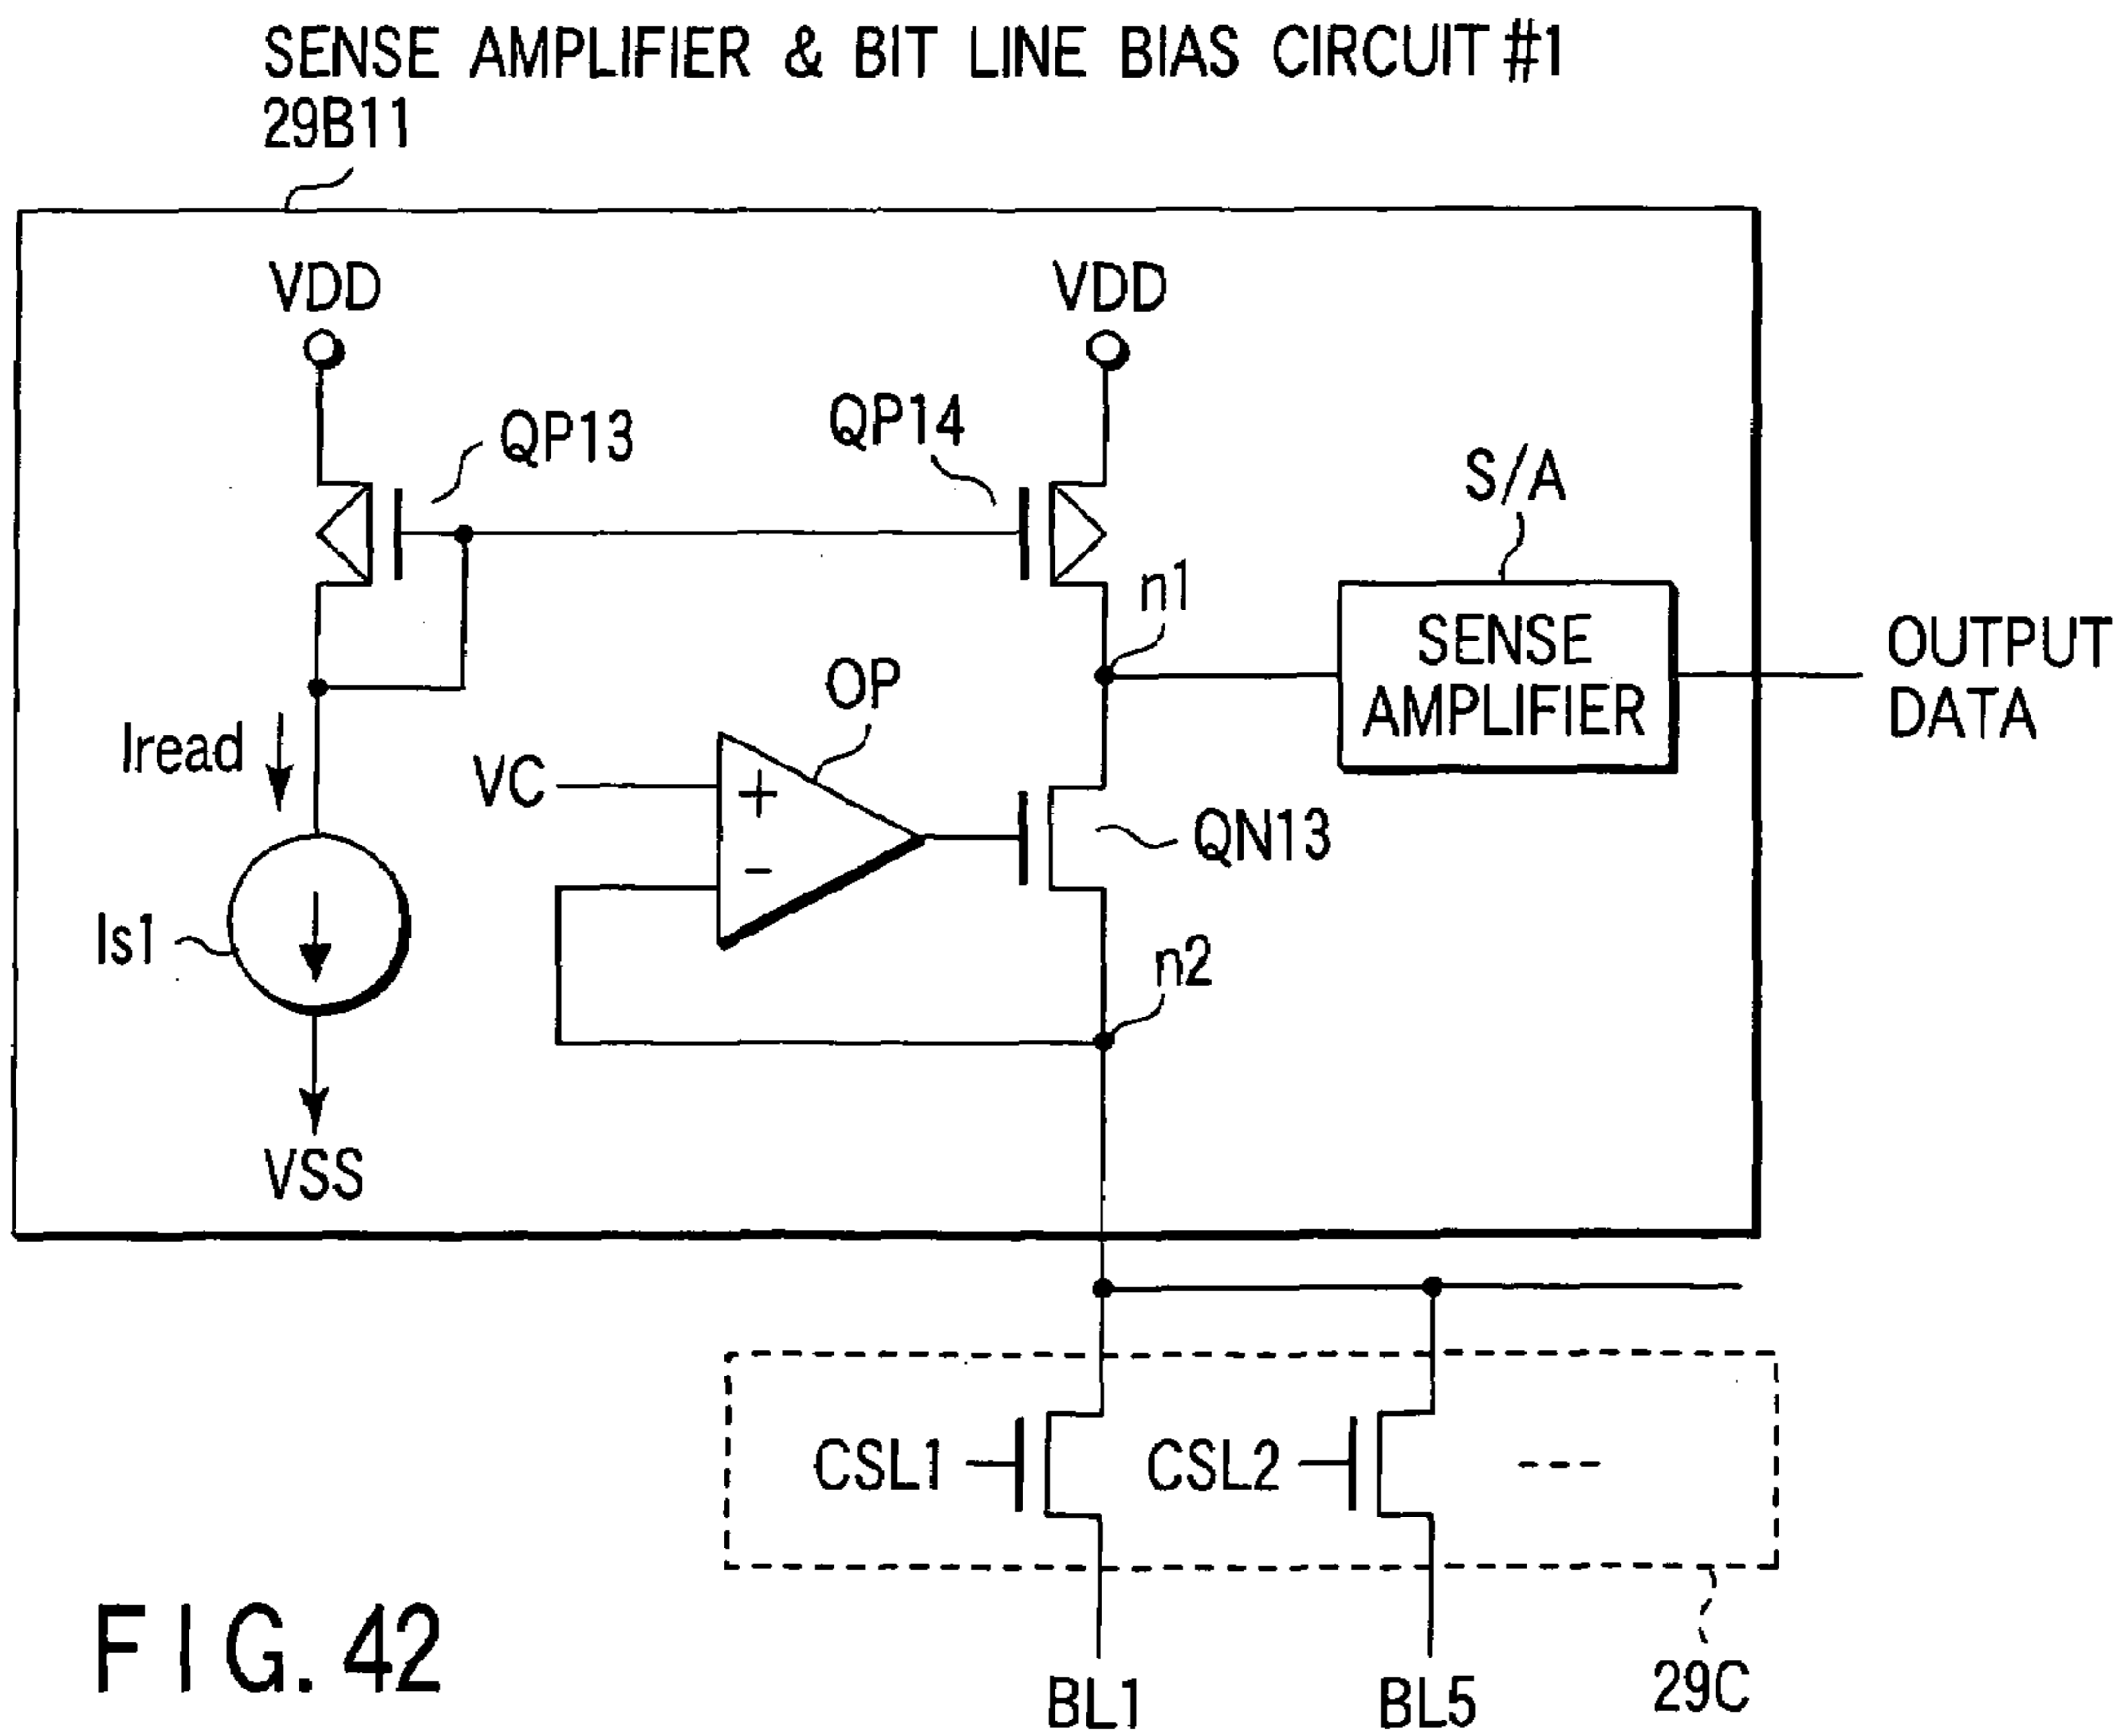 SENSE AMPLIFIER & BIT LINE BIAS CIRCUIT #1
29B11
VDD
VDD
QP13
QP14
S/A
n1
SENSE
AMPLIFIER
OUTPUT
DATA
OP
Iread
VC
+
-
QN13
Is1
n2
VSS
CSL1
CSL2
---
29C
BL1
BL5
FIG. 42